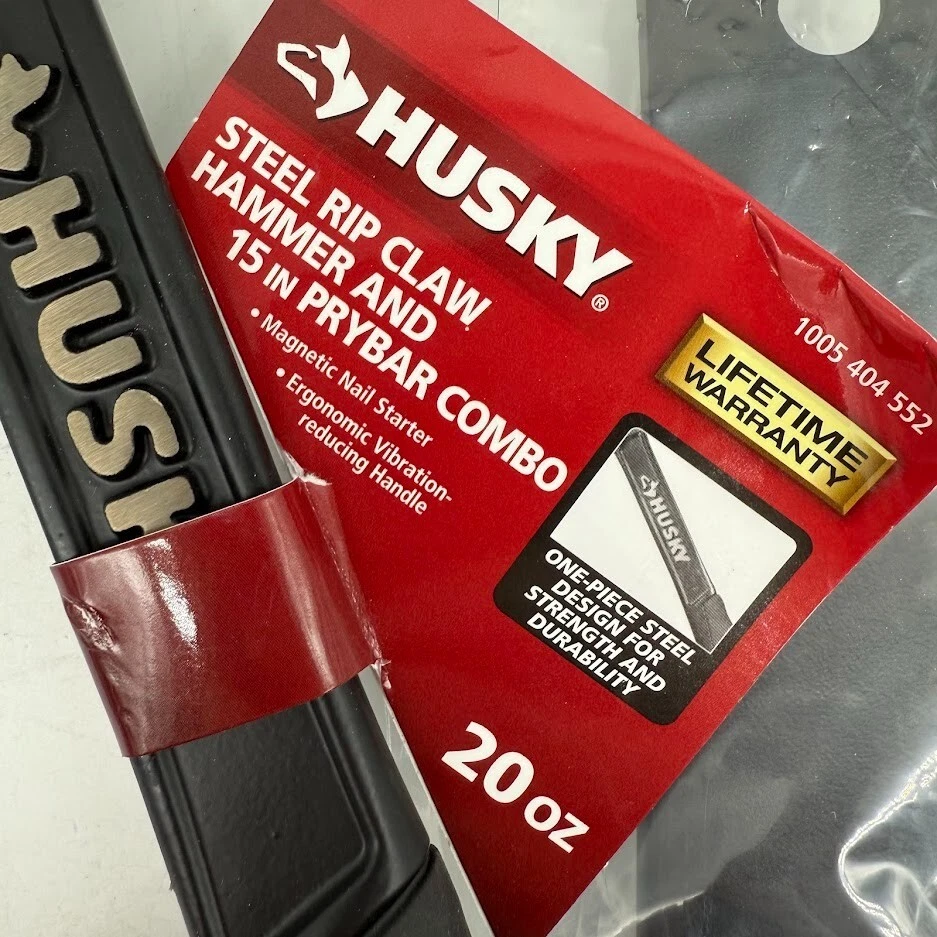 HUSKY®
STEEL RIP CLAW
HAMMER AND
15 IN PRYBAR COMBO
• Magnetic Nail Starter
• Ergonomic Vibration-
reducing Handle
1005 404 552
LIFETIME
WARRANTY
HUSKY
ONE-PIECE STEEL
DESIGN FOR
STRENGTH AND
DURABILITY
20 OZ
HUS